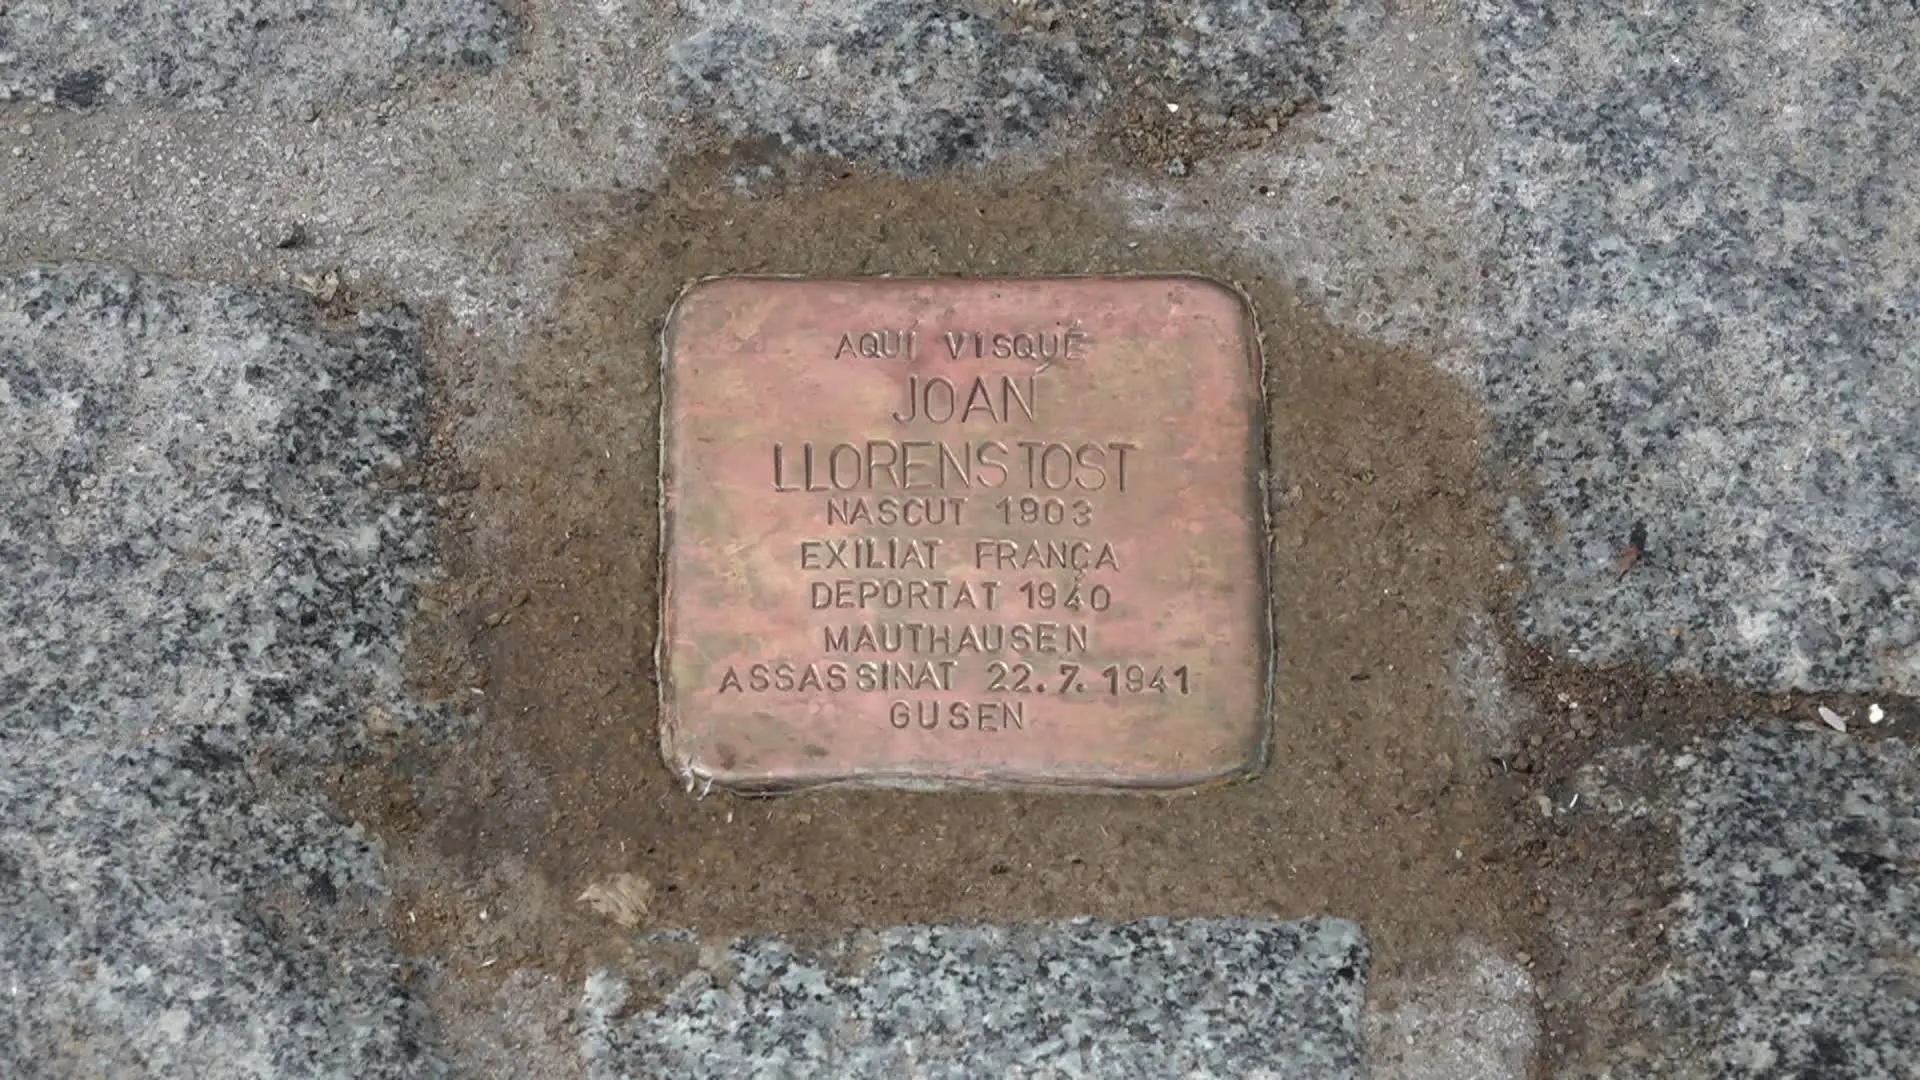 AQUÍ VISQUÉ
JOAN
LLORENS TOST
NASCUT 1903
EXILIAT FRANÇA
DEPORTAT 1940
MAUTHAUSEN
ASSASSINAT 22.7.1941
GUSEN